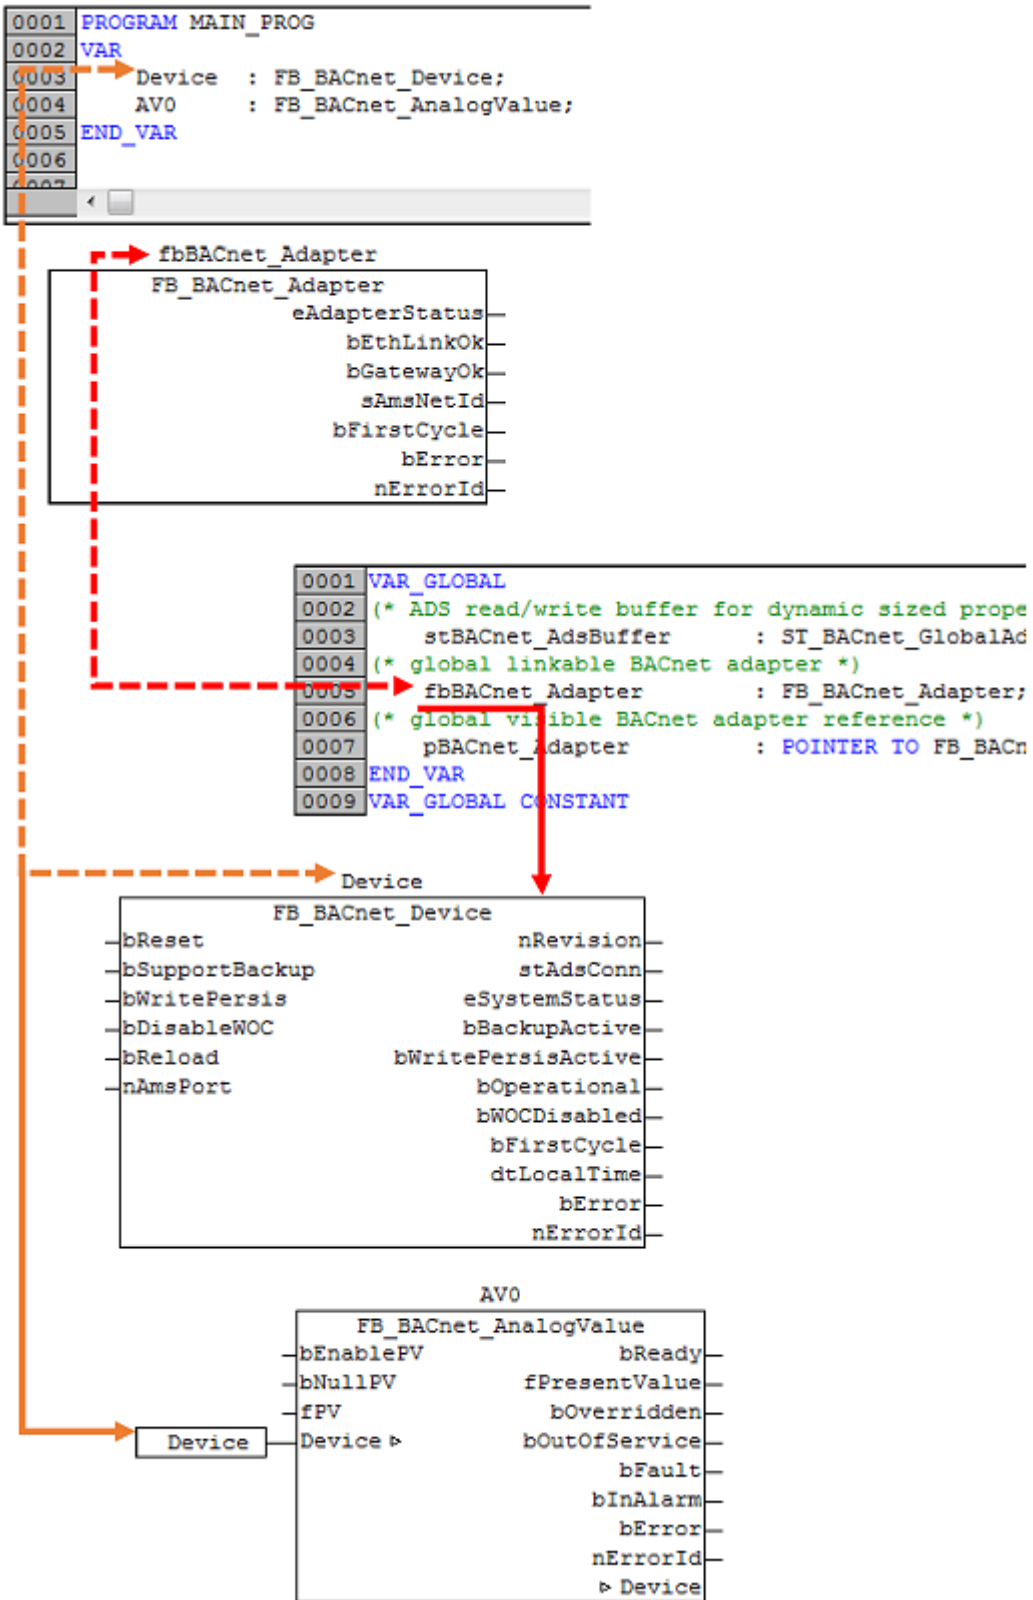 0001 PROGRAM MAIN_PROG
0002 VAR
0003 Device : FB_BACnet_Device;
0004 AV0 : FB_BACnet_AnalogValue;
0005 END_VAR
0006
0007
fbBACnet_Adapter
FB_BACnet_Adapter
eAdapterStatus
bEthLinkOk
bGatewayOk
sAmsNetId
bFirstCycle
bError
nErrorId
0001 VAR_GLOBAL
0002 (* ADS read/write buffer for dynamic sized prope
0003 stBACnet_AdsBuffer : ST_BACnet_GlobalAd
0004 (* global linkable BACnet adapter *)
0005 fbBACnet_Adapter : FB_BACnet_Adapter;
0006 (* global visible BACnet adapter reference *)
0007 pBACnet_Adapter : POINTER TO FB_BACn
0008 END_VAR
0009 VAR_GLOBAL CONSTANT
Device
FB_BACnet_Device
bReset nRevision
bSupportBackup stAdsConn
bWritePersis eSystemStatus
bDisableWOC bBackupActive
bReload bWritePersisActive
nAmsPort bOperational
bWOCDisabled
bFirstCycle
dtLocalTime
bError
nErrorId
AV0
FB_BACnet_AnalogValue
bEnablePV bReady
bNullPV fPresentValue
fPV bOverridden
Device Device ▷ bOutOfService
bFault
bInAlarm
bError
nErrorId
▷ Device